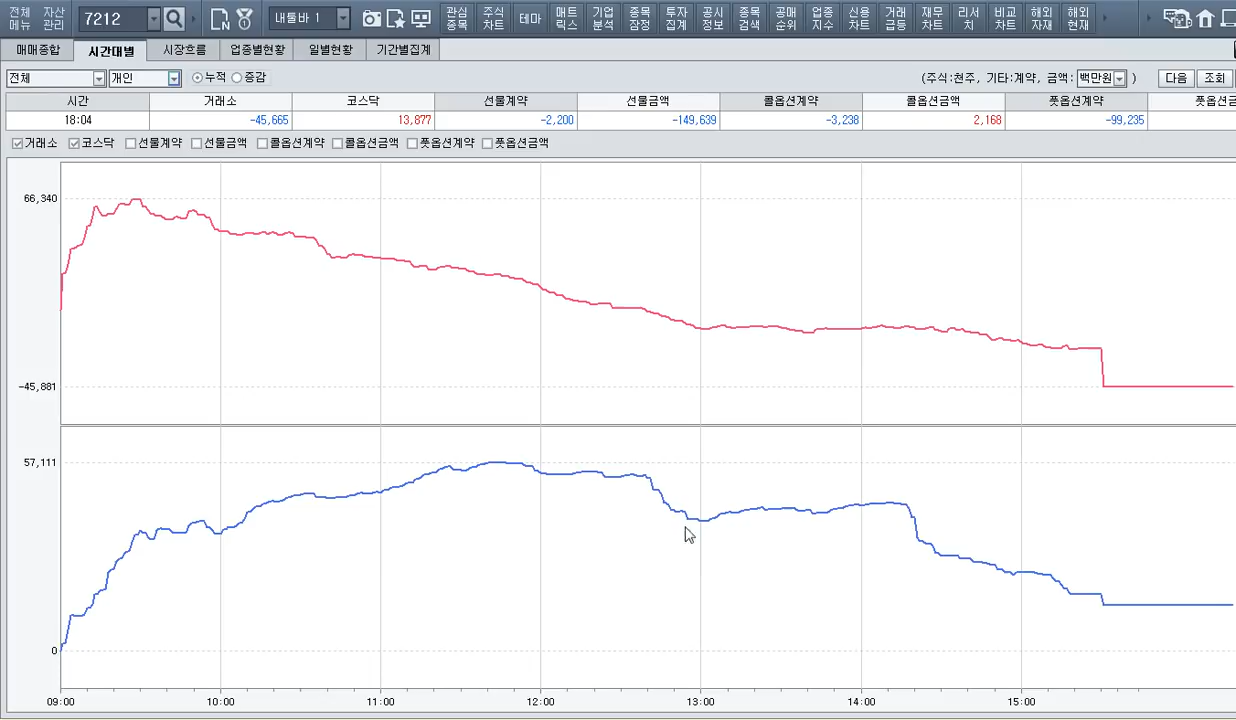 전체 메뉴 자산 관리 7212 N 내툴바 1 관심 종목 주식 차트 테마 매트 릭스 기업 분석 종목 잠정 투자 집계 공시 정보 종목 검색 공매 순위 업종 지수 신용 차트 거래 급등 재무 차트 리서 치 비교 차트 해외 자재 해외 현재
매매종합 시간대별 시장흐름 업종별현황 일별현황 기간별집계
전체 개인 누적 증감 (주식:천주, 기타:계약, 금액: 백만원 ) 다음 조회
시간 거래소 코스닥 선물계약 선물금액 콜옵션계약 콜옵션금액 풋옵션계약 풋옵션금
18:04 -45,665 13,877 -2,200 -149,639 -3,238 2,168 -99,235
거래소 코스닥 선물계약 선물금액 콜옵션계약 콜옵션금액 풋옵션계약 풋옵션금액
66,340
-45,881
57,111
0
09:00 10:00 11:00 12:00 13:00 14:00 15:00